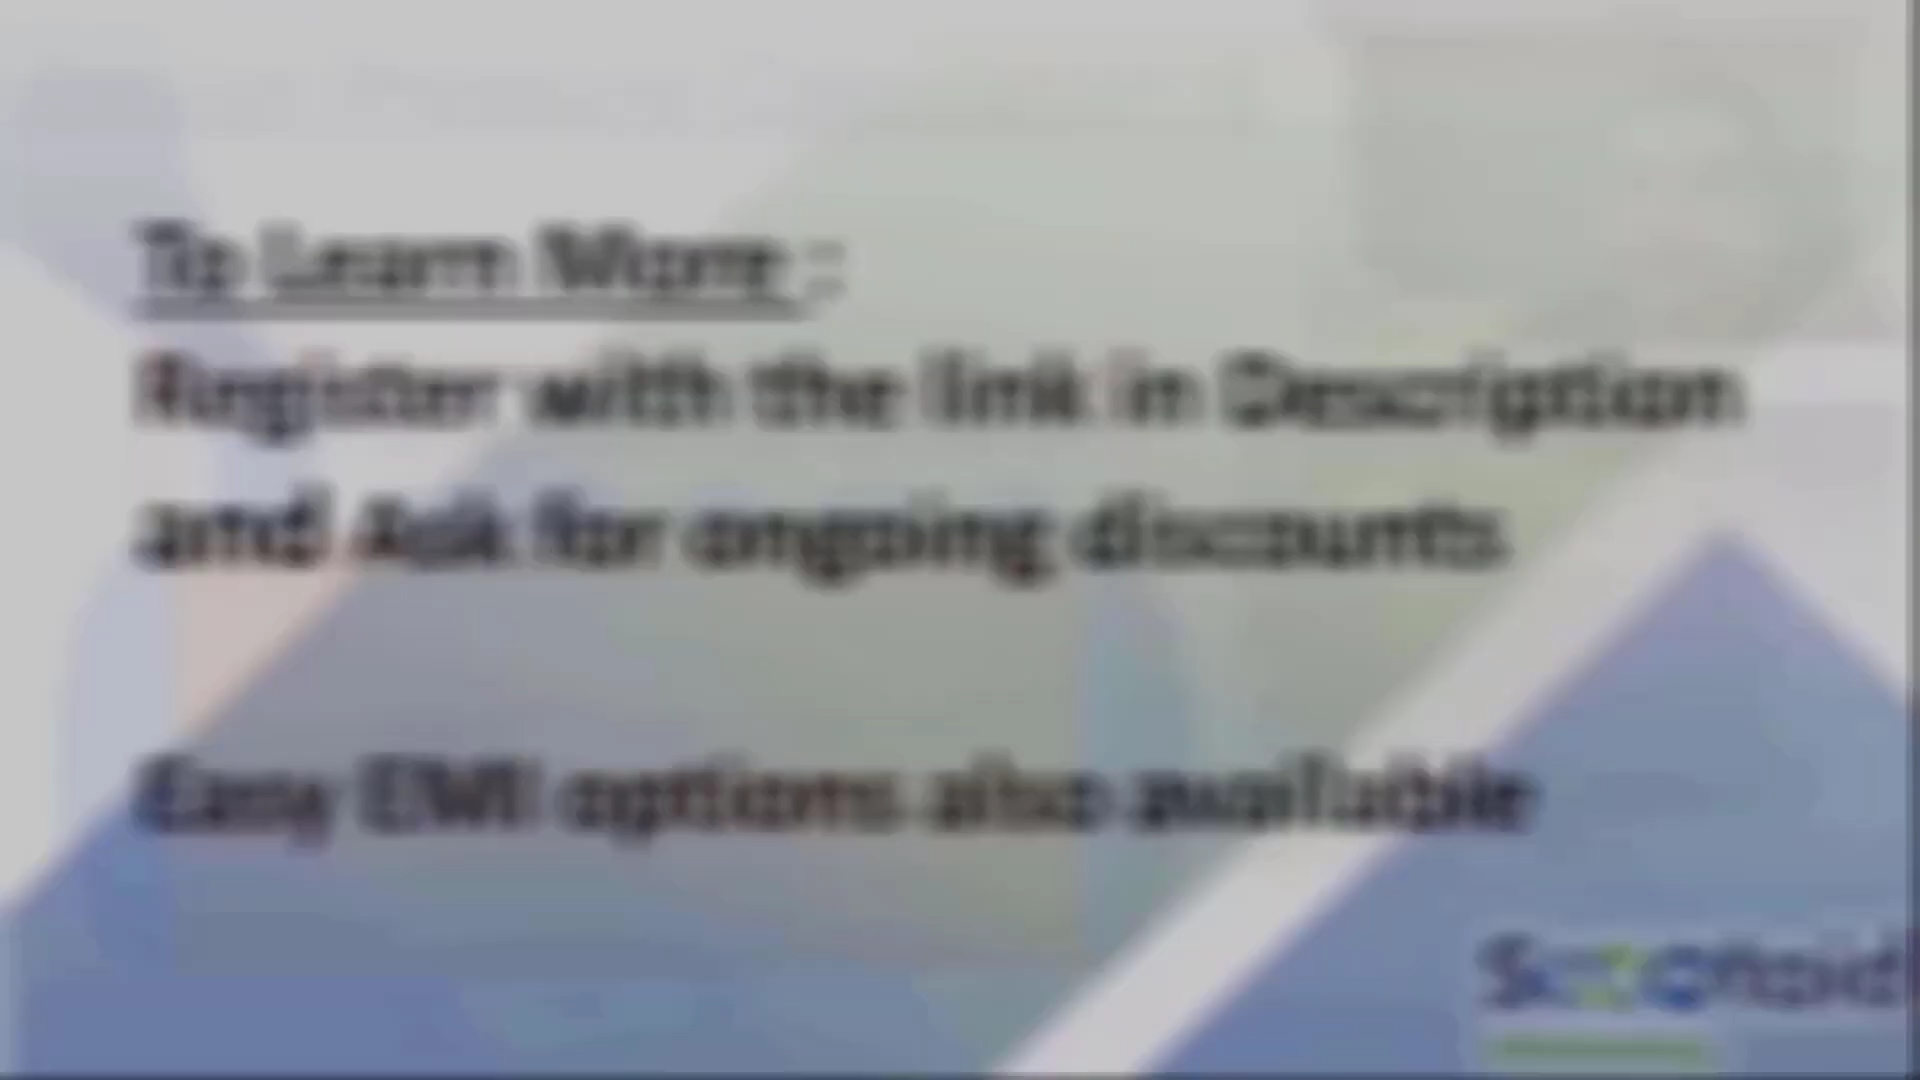 To Learn More :
Register with the link in Description
and Ask for ongoing discounts
Easy EMI options also available